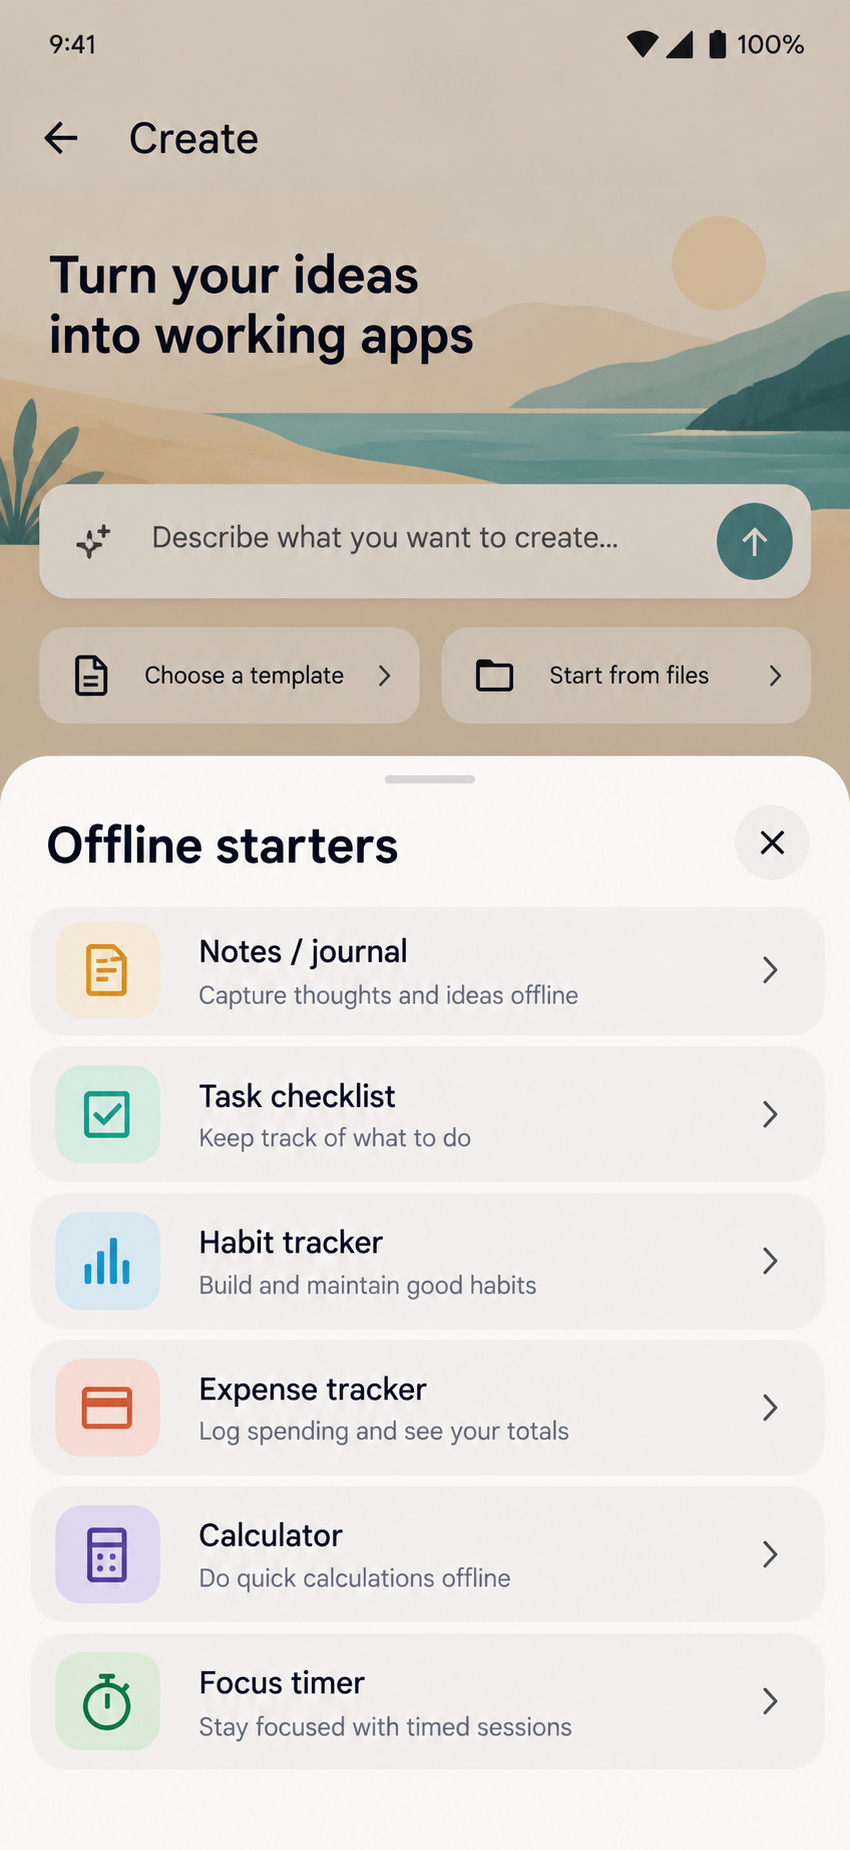 9:41
100%
Create
Turn your ideas
into working apps
Describe what you want to create...
Choose a template
Start from files
Offline starters
Notes / journal
Capture thoughts and ideas offline
Task checklist
Keep track of what to do
Habit tracker
Build and maintain good habits
Expense tracker
Log spending and see your totals
Calculator
Do quick calculations offline
Focus timer
Stay focused with timed sessions